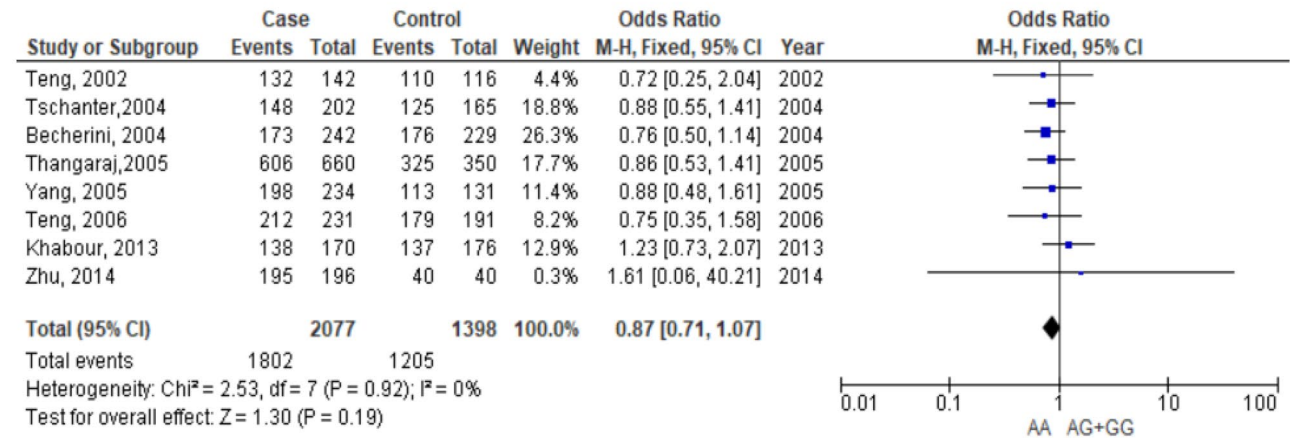 Case Control Odds Ratio Odds Ratio
Study or Subgroup Events Total Events Total Weight M-H, Fixed, 95% CI Year M-H, Fixed, 95% CI
Teng, 2002 132 142 110 116 4.4% 0.72 [0.25, 2.04] 2002
Tschanter,2004 148 202 125 165 18.8% 0.88 [0.55, 1.41] 2004
Becherini, 2004 173 242 176 229 26.3% 0.76 [0.50, 1.14] 2004
Thangaraj,2005 606 660 325 350 17.7% 0.86 [0.53, 1.41] 2005
Yang, 2005 198 234 113 131 11.4% 0.88 [0.48, 1.61] 2005
Teng, 2006 212 231 179 191 8.2% 0.75 [0.35, 1.58] 2006
Khabour, 2013 138 170 137 176 12.9% 1.23 [0.73, 2.07] 2013
Zhu, 2014 195 196 40 40 0.3% 1.61 [0.06, 40.21] 2014
Total (95% CI) 2077 1398 100.0% 0.87 [0.71, 1.07]
Total events 1802 1205
Heterogeneity: Chi² = 2.53, df = 7 (P = 0.92); I² = 0%
Test for overall effect: Z = 1.30 (P = 0.19)
0.01 0.1 1 10 100
AA AG+GG